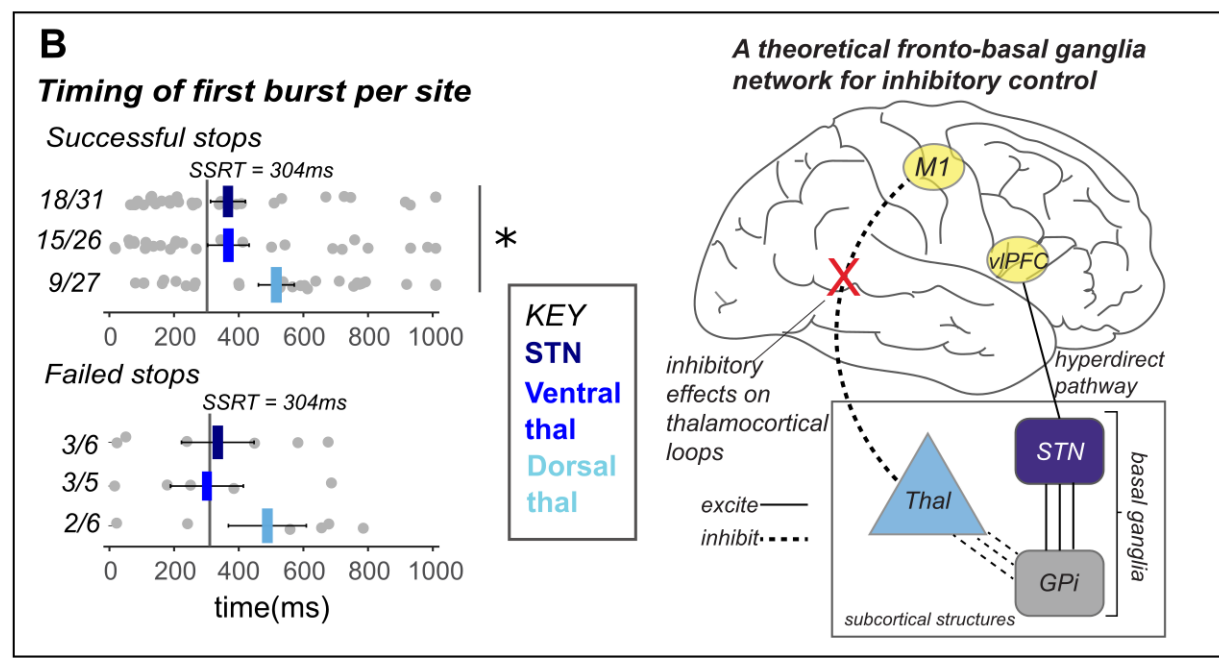 B
Timing of first burst per site
Successful stops
SSRT = 304ms
18/31
15/26
9/27
*
0 200 400 600 800 1000
Failed stops
SSRT = 304ms
3/6
3/5
2/6
0 200 400 600 800 1000
time(ms)
KEY
STN
Ventral
thal
Dorsal
thal
A theoretical fronto-basal ganglia
network for inhibitory control
M1
vlPFC
X
inhibitory
effects on
thalamocortical
loops
hyperdirect
pathway
excite
inhibit
Thal
STN
GPi
basal ganglia
subcortical structures